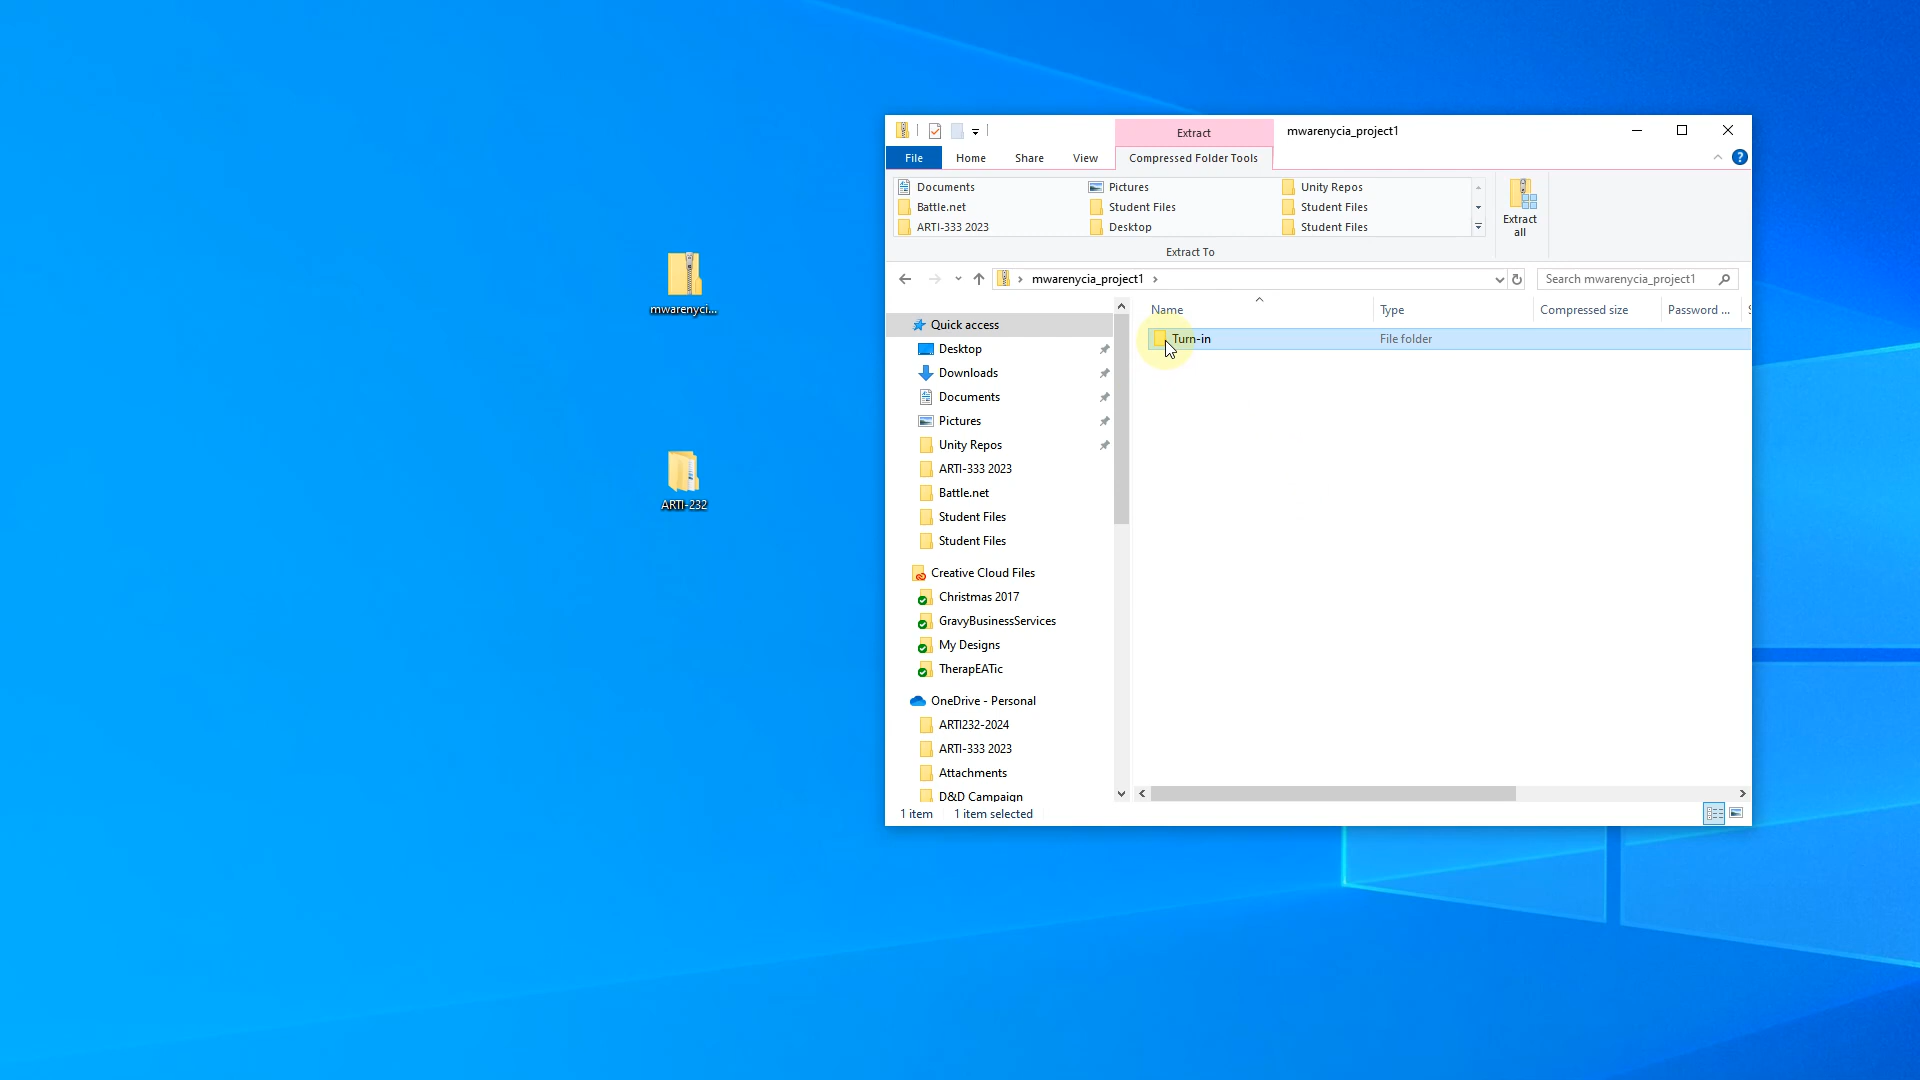 mwarenyci...
ARTI-232
Extract
mwarenycia_project1
File
Home
Share
View
Compressed Folder Tools
Documents
Pictures
Unity Repos
Battle.net
Student Files
Student Files
ARTI-333 2023
Desktop
Student Files
Extract all
Extract To
mwarenycia_project1
Search mwarenycia_project1
Name
Type
Compressed size
Password ...
Turn-in
File folder
Quick access
Desktop
Downloads
Documents
Pictures
Unity Repos
ARTI-333 2023
Battle.net
Student Files
Student Files
Creative Cloud Files
Christmas 2017
GravyBusinessServices
My Designs
TherapEATic
OneDrive - Personal
ARTI232-2024
ARTI-333 2023
Attachments
D&D Campaign
1 item
1 item selected